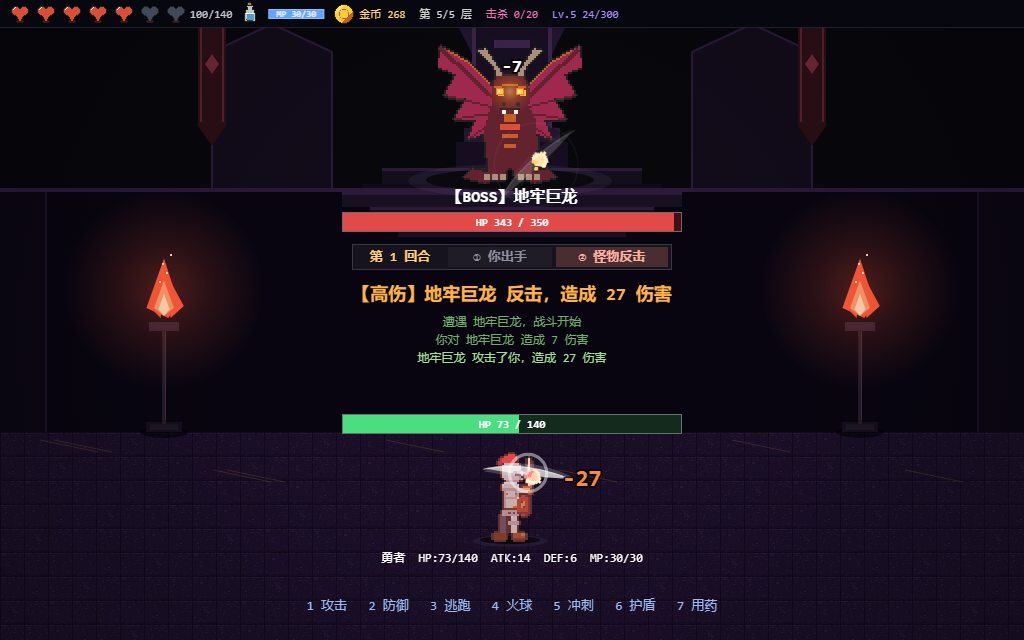 100/140 MP 30/30 金币 268 第 5/5 层 击杀 0/20 Lv.5 24/300
-7
【BOSS】地牢巨龙
HP 343 / 350
第 1 回合 ① 你出手 ② 怪物反击
【高伤】地牢巨龙 反击, 造成 27 伤害
遭遇 地牢巨龙, 战斗开始
你对 地牢巨龙 造成 7 伤害
地牢巨龙 攻击了你, 造成 27 伤害
HP 73 / 140
-27
勇者 HP:73/140 ATK:14 DEF:6 MP:30/30
1 攻击 2 防御 3 逃跑 4 火球 5 冲刺 6 护盾 7 用药